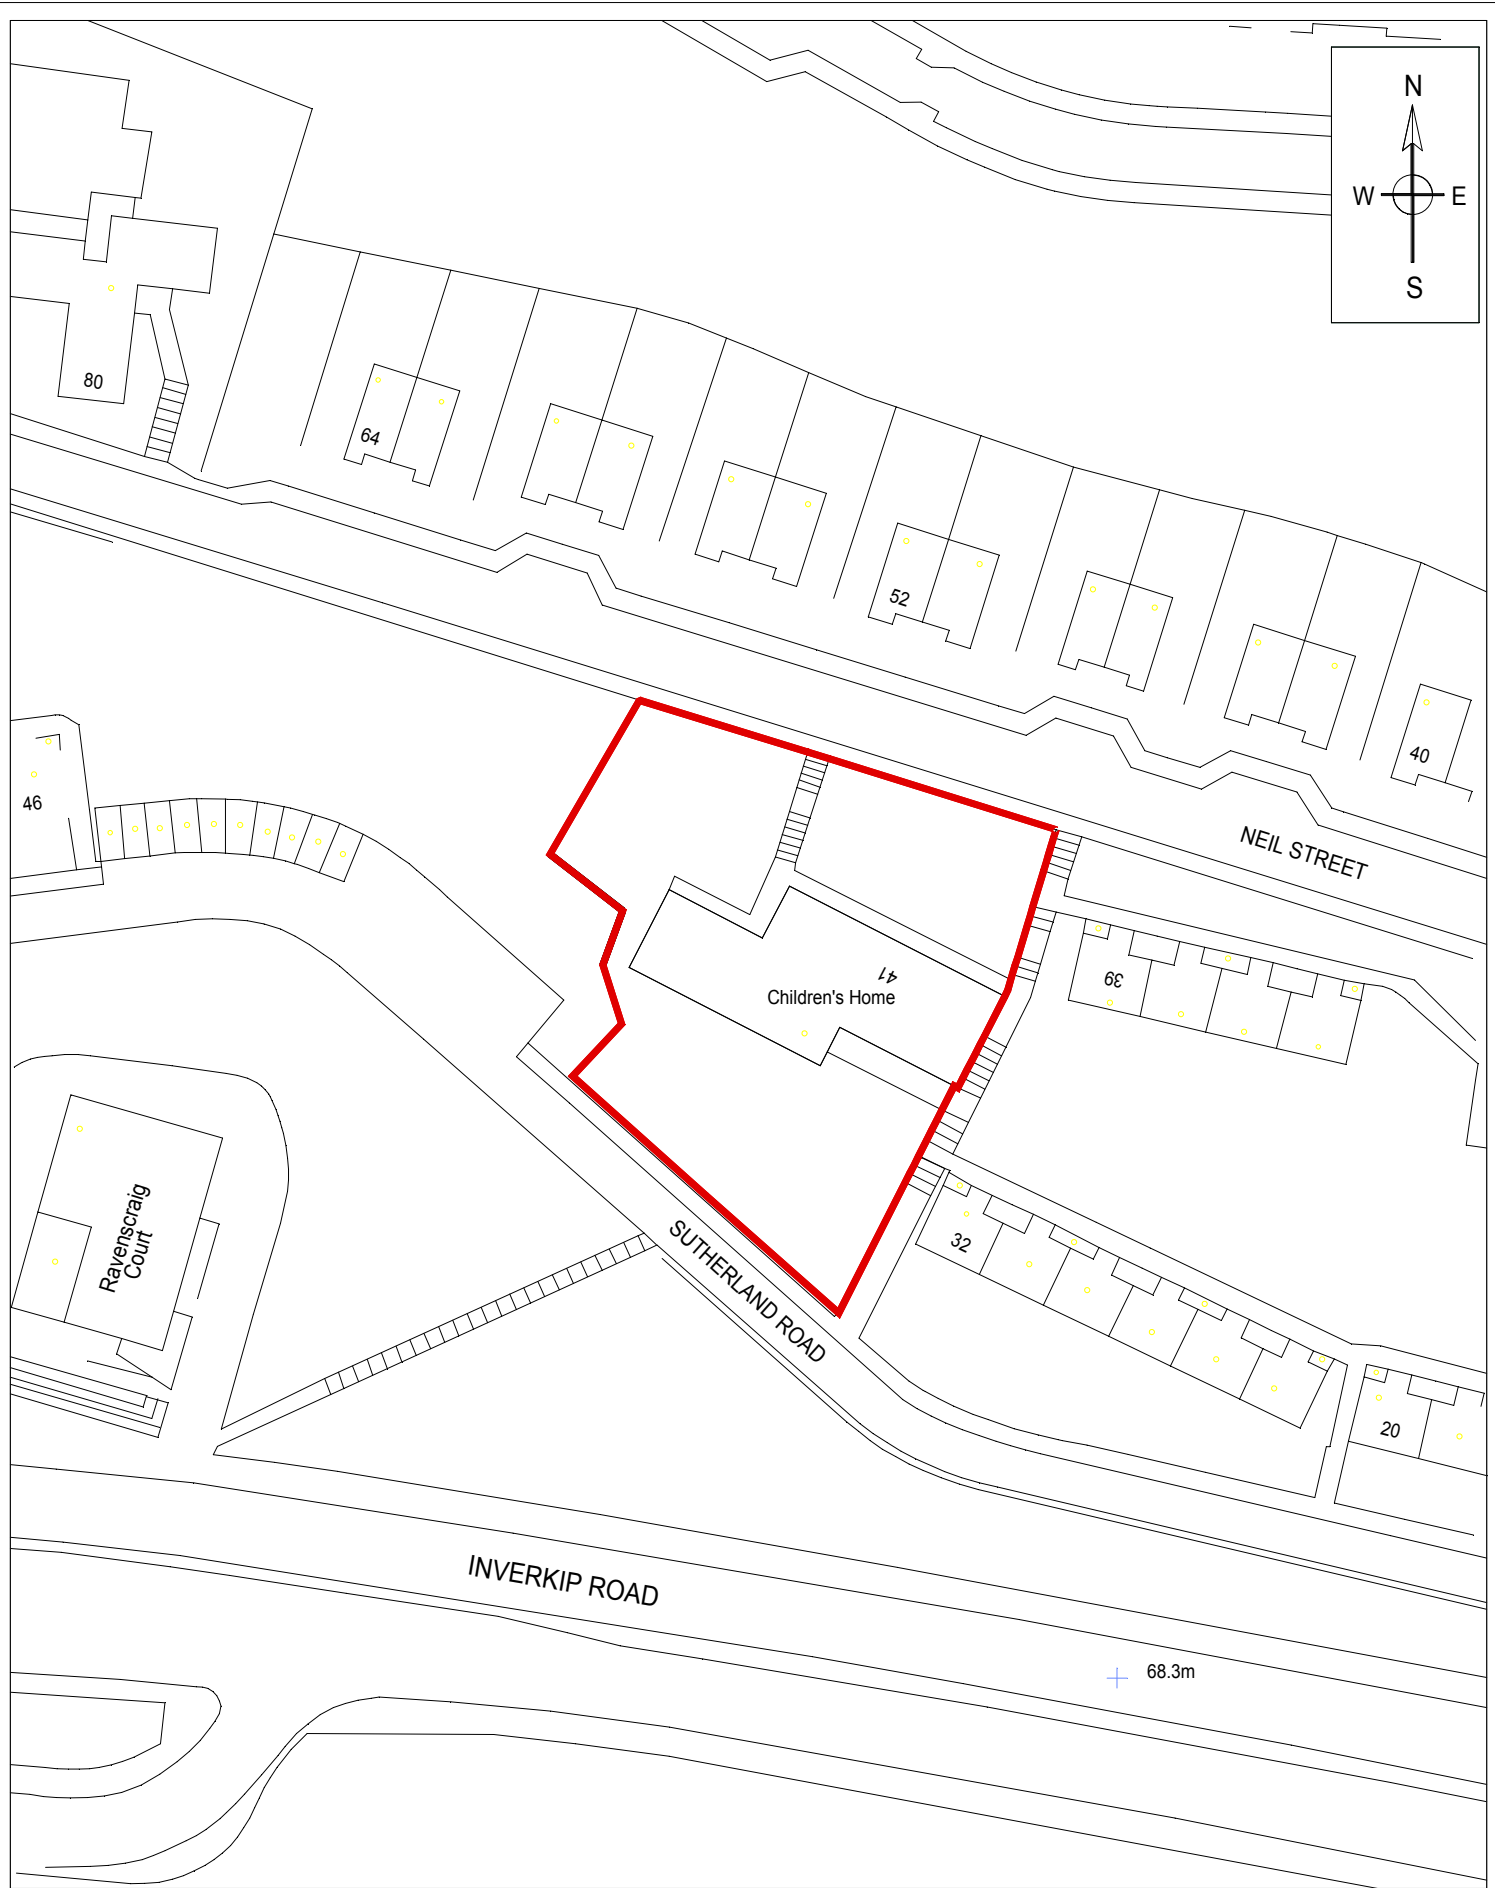 N
W E
S
80
64
52
40
46
NEIL STREET
41
Children's Home
39
32
Ravenscraig
Court
SUTHERLAND ROAD
20
INVERKIP ROAD
68.3m